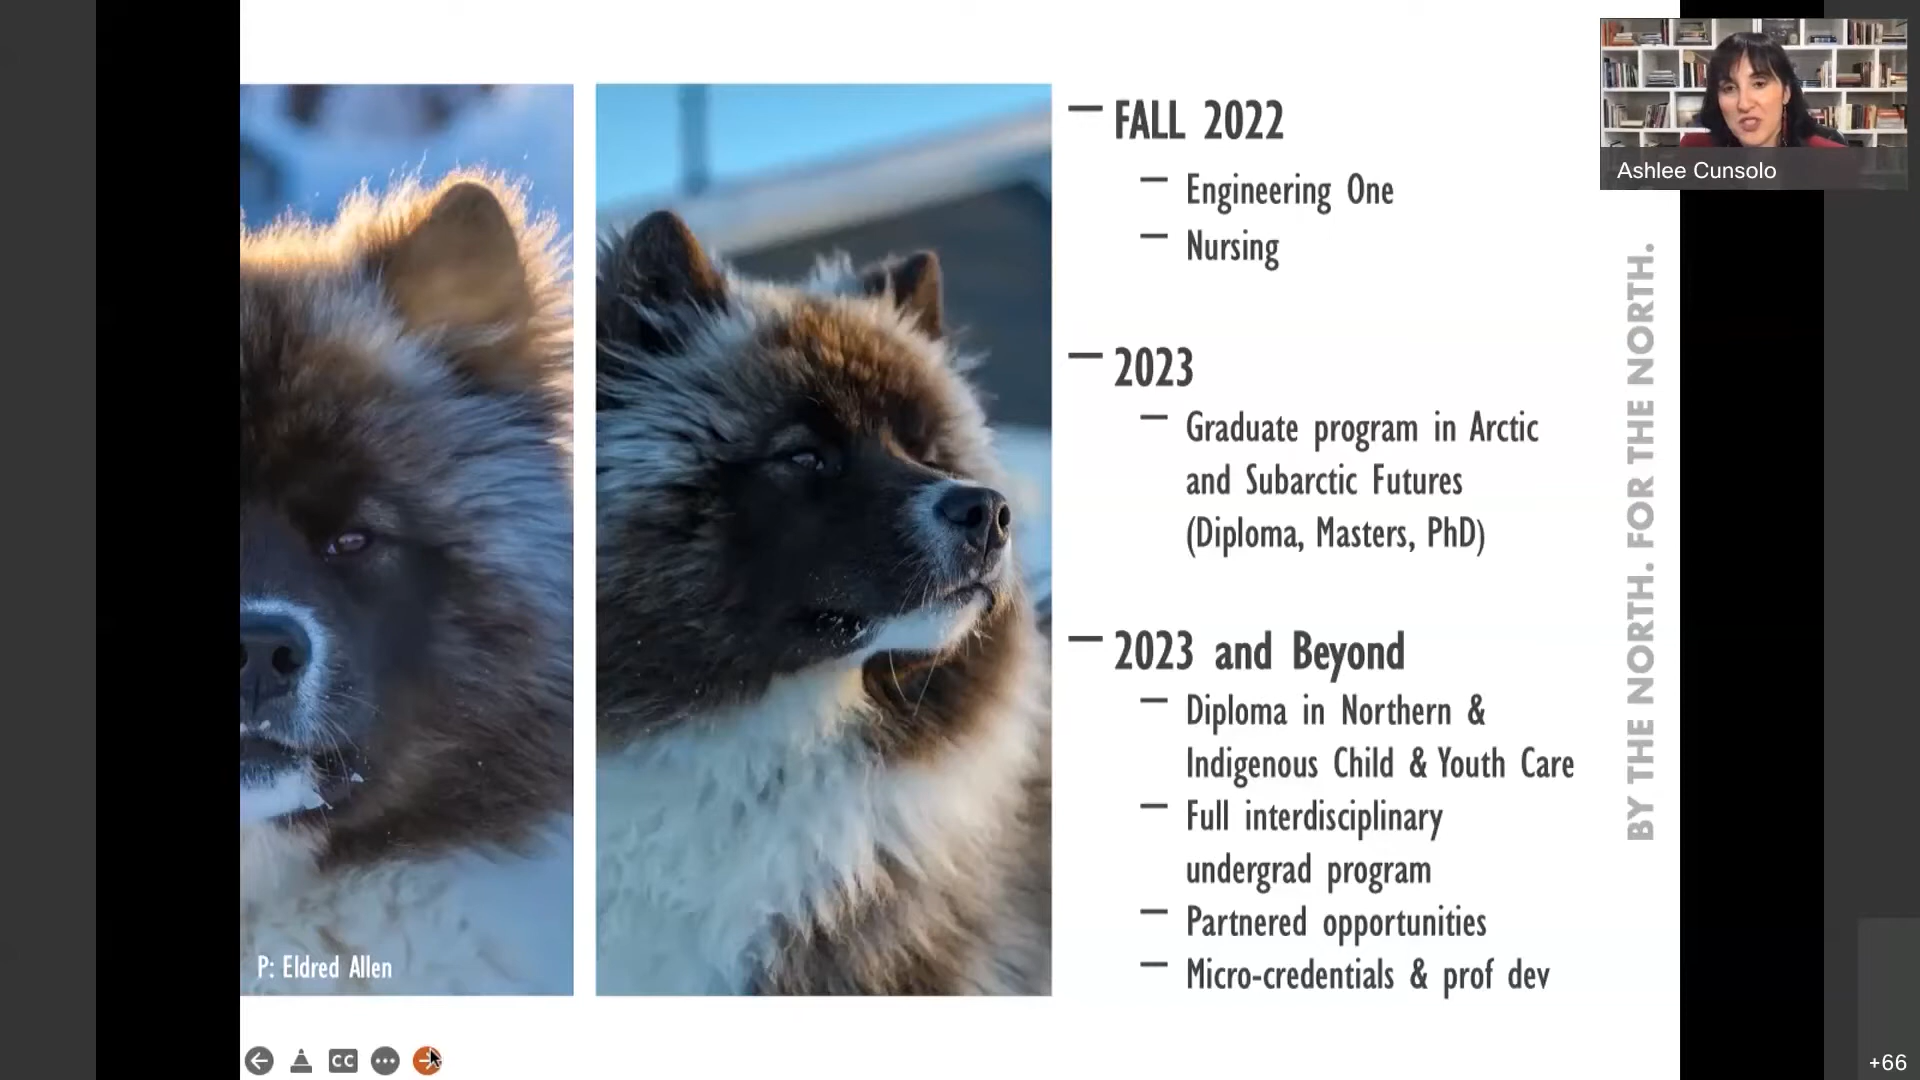 FALL 2022
Engineering One
Nursing
2023
Graduate program in Arctic
and Subarctic Futures
(Diploma, Masters, PhD)
2023 and Beyond
Diploma in Northern &
Indigenous Child & Youth Care
Full interdisciplinary
undergrad program
Partnered opportunities
Micro-credentials & prof dev
BY THE NORTH. FOR THE NORTH.
P: Eldred Allen
Ashlee Cunsolo
CC
+66